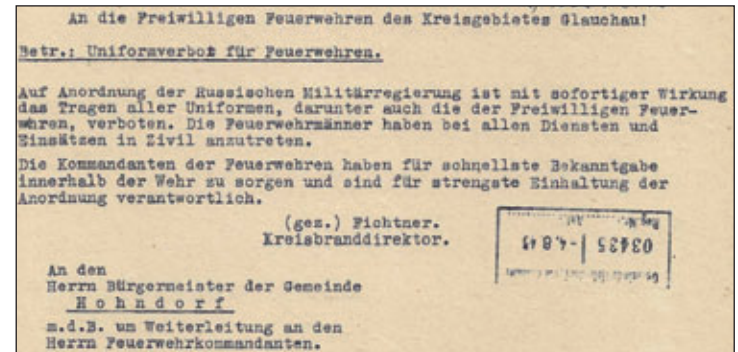 An die Freiwilligen Feuerwehren des Kreisgebietes Glauchau!
Betr.: Uniformverbot für Feuerwehren.
Auf Anordnung der Russischen Militärregierung ist mit sofortiger Wirkung
das Tragen aller Uniformen, darunter auch die der Freiwilligen Feuer-
wehren, verboten. Die Feuerwehrmänner haben bei allen Diensten und
Einsätzen in Zivil anzutreten.
Die Kommandanten der Feuerwehren haben für schnellste Bekanntgabe
innerhalb der Wehr zu sorgen und sind für strengste Einhaltung der
Anordnung verantwortlich.
(gez.) Fichtner.
Kreisbranddirektor.
03435 -4.8.45
An den
Herrn Bürgermeister der Gemeinde
H o h n d o r f
m.d.B. um Weiterleitung an den
Herrn Feuerwehrkommandanten.